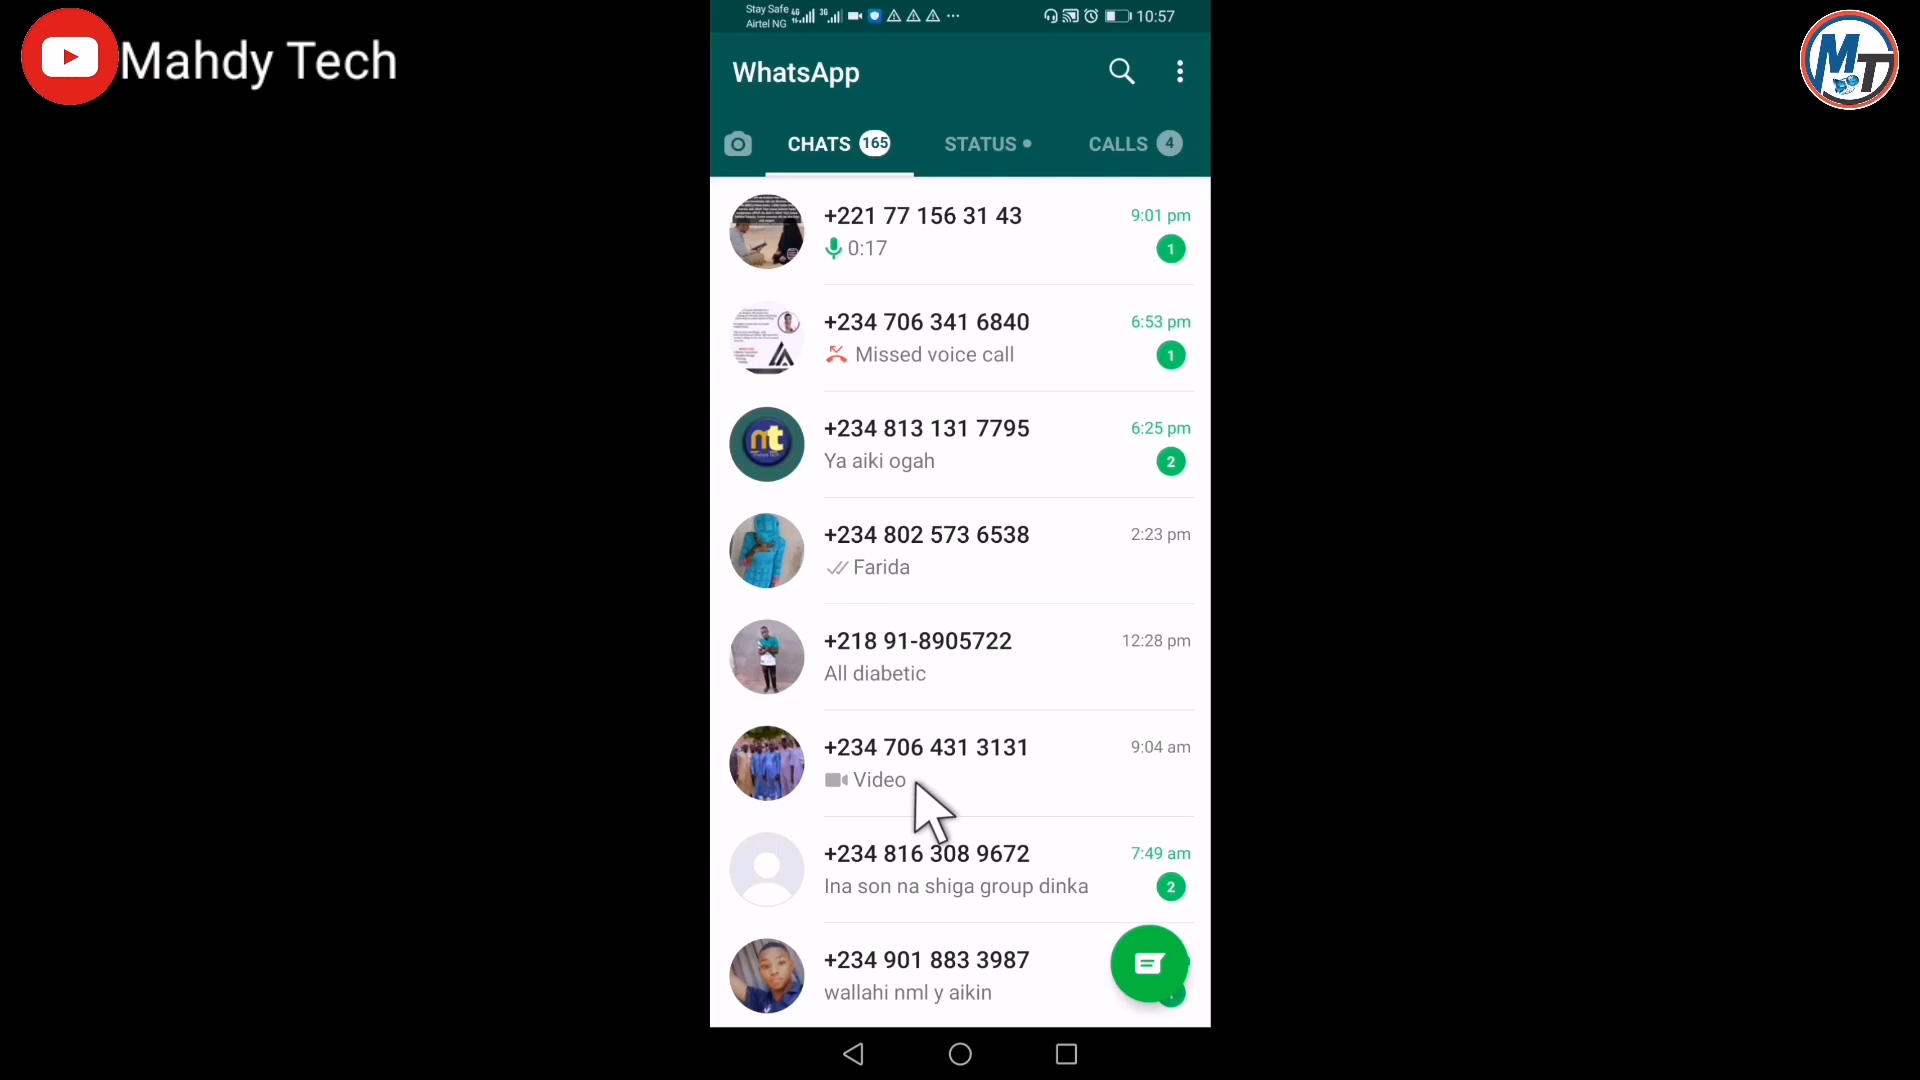 Mahdy Tech
MT
Stay Safe
Airtel NG
4G
3G
10:57
WhatsApp
CHATS 165
STATUS
CALLS 4
+221 77 156 31 43
9:01 pm
0:17
1
+234 706 341 6840
6:53 pm
Missed voice call
1
+234 813 131 7795
6:25 pm
Ya aiki ogah
2
mt
+234 802 573 6538
2:23 pm
Farida
+218 91-8905722
12:28 pm
All diabetic
+234 706 431 3131
9:04 am
Video
+234 816 308 9672
7:49 am
Ina son na shiga group dinka
2
+234 901 883 3987
wallahi nml y aikin